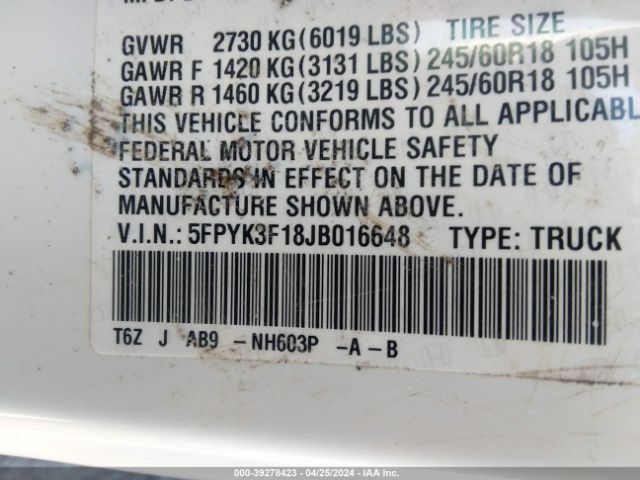 GVWR 2730 KG(6019 LBS) TIRE SIZE
GAWR F 1420 KG(3131 LBS) 245/60R18 105H
GAWR R 1460 KG(3219 LBS) 245/60R18 105H
THIS VEHICLE CONFORMS TO ALL APPLICABL
FEDERAL MOTOR VEHICLE SAFETY
STANDARDS IN EFFECT ON THE DATE OF
MANUFACTURE SHOWN ABOVE.
V.I.N.: 5FPYK3F18JB016648 TYPE: TRUCK
T6Z J AB9 -NH603P -A -B
000-39278423 - 04/25/2024 - IAA Inc.